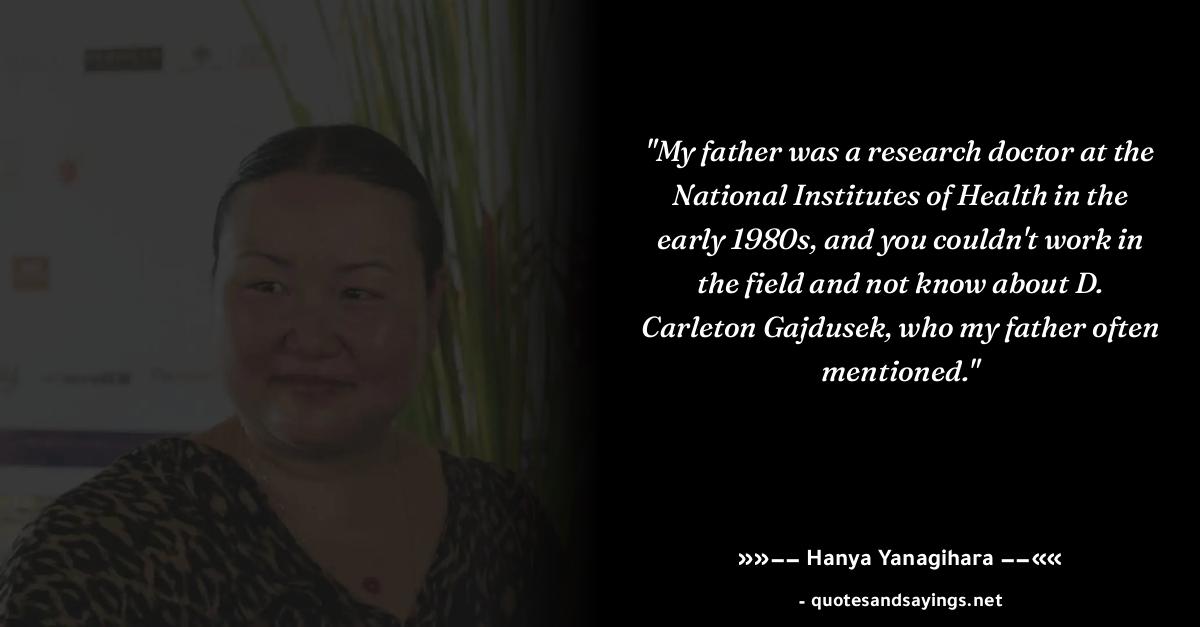 "My father was a research doctor at the
National Institutes of Health in the
early 1980s, and you couldn't work in
the field and not know about D.
Carleton Gajdusek, who my father often
mentioned."
»»−− Hanya Yanagihara −−««
- quotesandsayings.net